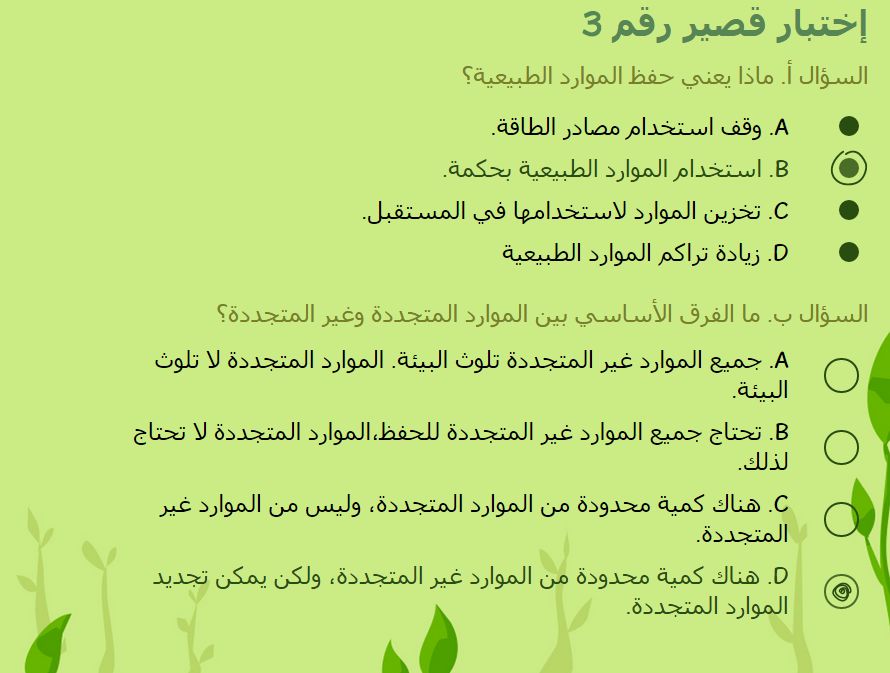 إختبار قصير رقم 3
السؤال أ. ماذا يعني حفظ الموارد الطبيعية؟
A. وقف استخدام مصادر الطاقة.
B. استخدام الموارد الطبيعية بحكمة.
C. تخزين الموارد لاستخدامها في المستقبل.
D. زيادة تراكم الموارد الطبيعية
السؤال ب. ما الفرق الأساسي بين الموارد المتجددة وغير المتجددة؟
A. جميع الموارد غير المتجددة تلوث البيئة. الموارد المتجددة لا تلوث
البيئة.
B. تحتاج جميع الموارد غير المتجددة للحفظ،الموارد المتجددة لا تحتاج
لذلك.
C. هناك كمية محدودة من الموارد المتجددة، وليس من الموارد غير
المتجددة.
D. هناك كمية محدودة من الموارد غير المتجددة، ولكن يمكن تجديد
الموارد المتجددة.